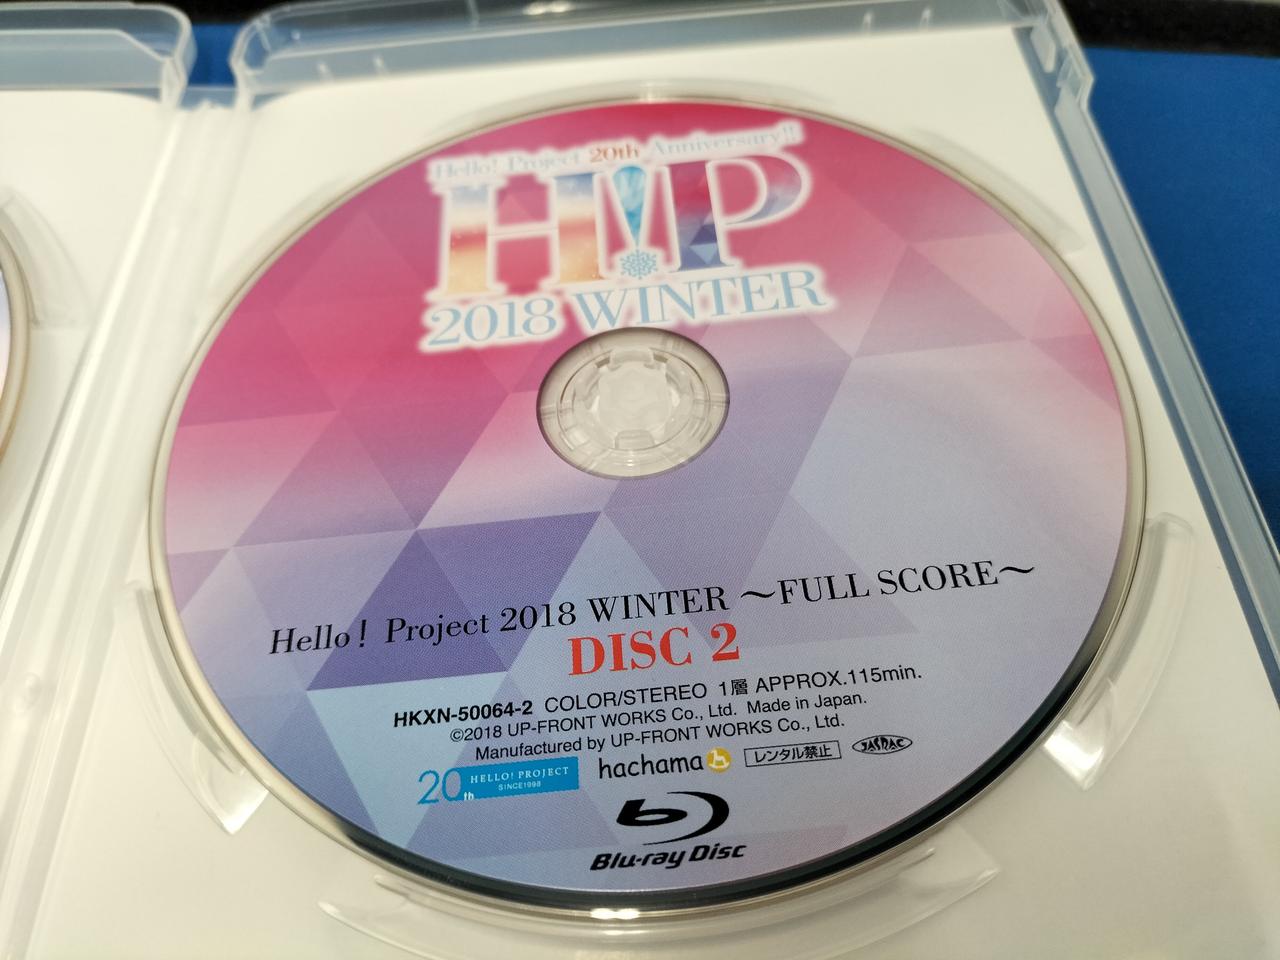 Hello! Project 20th Anniversary!!
H!P
2018 WINTER
Hello! Project 2018 WINTER ～FULL SCORE～
DISC 2
HKXN-50064-2 COLOR/STEREO 1層 APPROX.115min.
©2018 UP-FRONT WORKS Co., Ltd. Made in Japan.
Manufactured by UP-FRONT WORKS Co., Ltd.
20th HELLO! PROJECT
SINCE1998
hachama
レンタル禁止
JASRAC
Blu-ray Disc